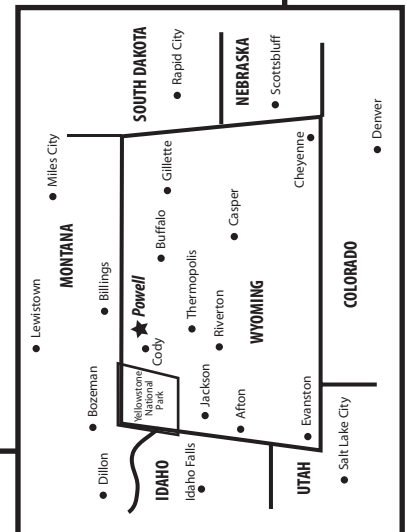 Lewistown
Miles City
MONTANA
Bozeman
Billings
Dillon
SOUTH DAKOTA
Rapid City
Powell
Yellowstone
National
Park
Cody
Buffalo
Gillette
IDAHO
Idaho Falls
Jackson
Thermopolis
Riverton
Casper
Afton
WYOMING
NEBRASKA
Scottsbluff
Evanston
Cheyenne
UTAH
Salt Lake City
COLORADO
Denver